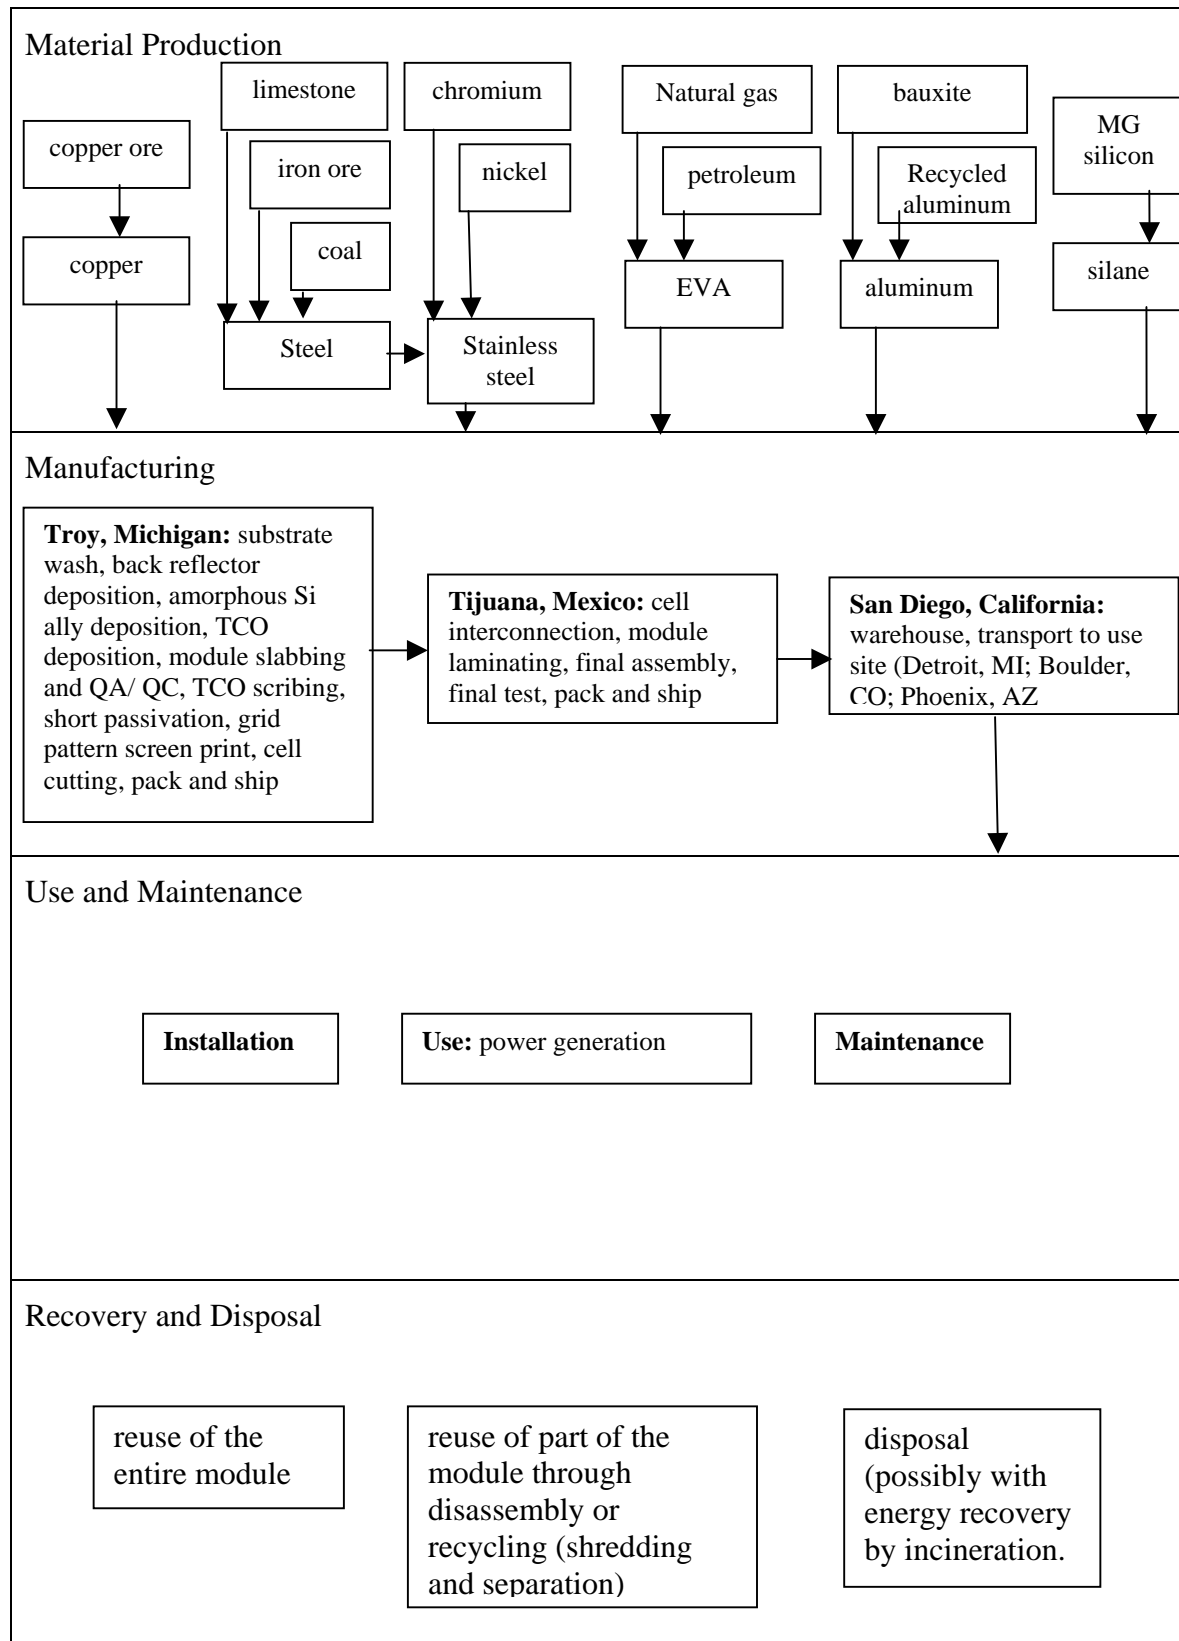 Material Production
limestone
chromium
Natural gas
bauxite
MG
silicon
copper ore
iron ore
nickel
petroleum
Recycled
aluminum
coal
copper
EVA
aluminum
silane
Steel
Stainless
steel
Manufacturing
Troy, Michigan: substrate
wash, back reflector
deposition, amorphous Si
ally deposition, TCO
deposition, module slabbing
and QA/ QC, TCO scribing,
short passivation, grid
pattern screen print, cell
cutting, pack and ship
Tijuana, Mexico: cell
interconnection, module
laminating, final assembly,
final test, pack and ship
San Diego, California:
warehouse, transport to use
site (Detroit, MI; Boulder,
CO; Phoenix, AZ
Use and Maintenance
Installation
Use: power generation
Maintenance
Recovery and Disposal
reuse of the
entire module
reuse of part of the
module through
disassembly or
recycling (shredding
and separation)
disposal
(possibly with
energy recovery
by incineration.